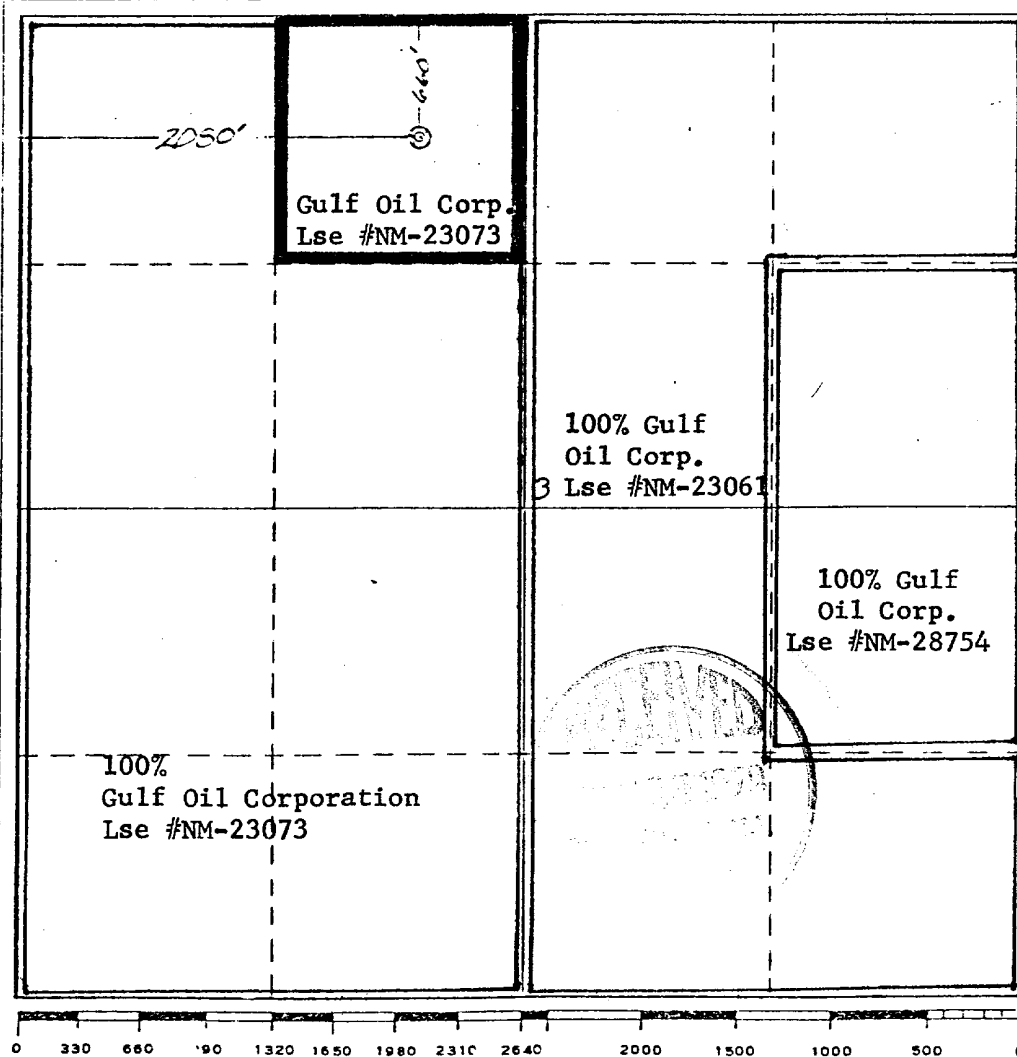 660'
2080'
Gulf Oil Corp.
Lse #NM-23073
100% Gulf
Oil Corp.
3 Lse #NM-23061
100% Gulf
Oil Corp.
Lse #NM-28754
RECEIVED
100%
Gulf Oil Corporation
Lse #NM-23073
0 330 660 '90 1320 1650 1980 2310 2640 2000 1500 1000 500